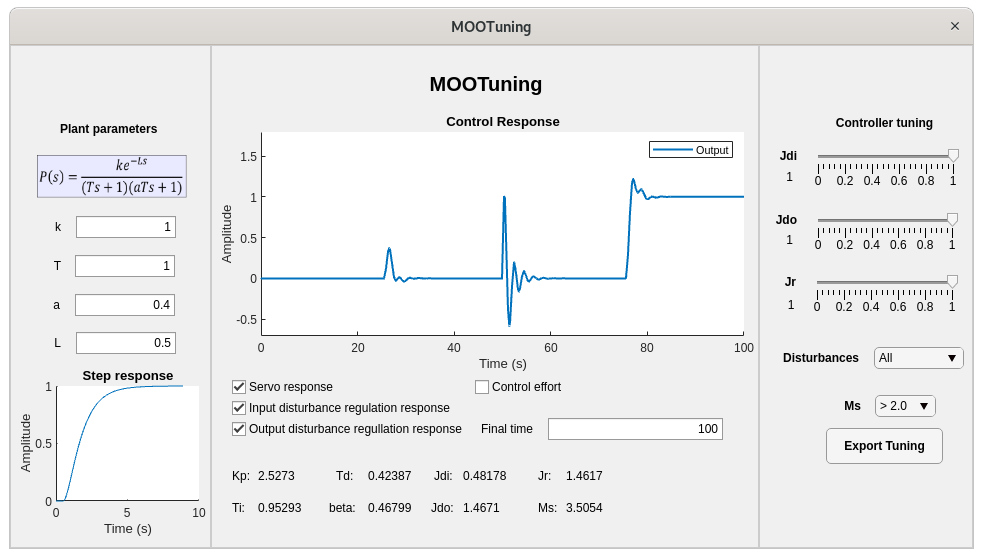 MOOTuning
×
Plant parameters
P(s) = ke^{-Ls} / (Ts + 1)(aTs + 1)
k 1
T 1
a 0.4
L 0.5
Step response
Amplitude
1
0.5
0
0 5 10
Time (s)
MOOTuning
Control Response
Output
Amplitude
1.5
1
0.5
0
-0.5
0 20 40 60 80 100
Time (s)
Servo response Control effort
Input disturbance regulation response
Output disturbance regullation response Final time 100
Kp: 2.5273 Td: 0.42387 Jdi: 0.48178 Jr: 1.4617
Ti: 0.95293 beta: 0.46799 Jdo: 1.4671 Ms: 3.5054
Controller tuning
Jdi
1
0 0.2 0.4 0.6 0.8 1
Jdo
1
0 0.2 0.4 0.6 0.8 1
Jr
1
0 0.2 0.4 0.6 0.8 1
Disturbances All
Ms > 2.0
Export Tuning